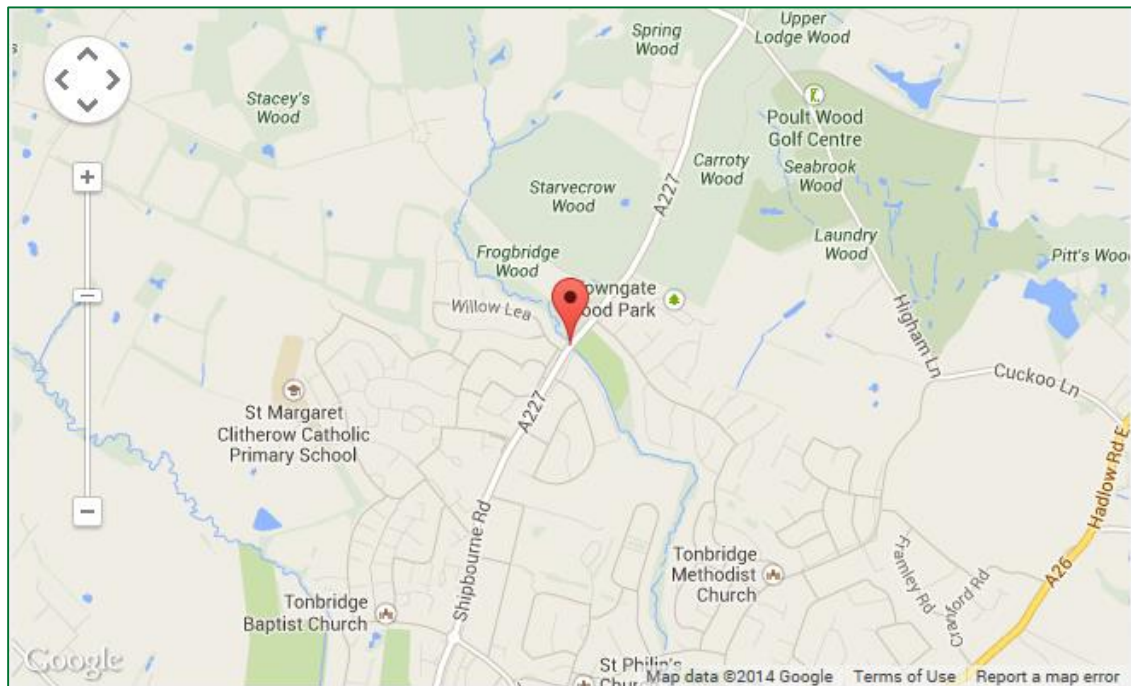 Spring
Wood
Upper
Lodge Wood
Stacey's
Wood
Poult Wood
Golf Centre
Carroty
Wood
Seabrook
Wood
Starvecrow
Wood
A227
Laundry
Wood
Pitt's Wood
Frogbridge
Wood
Willow Lea
Park
Higham Ln
Cuckoo Ln
St Margaret
Clitherow Catholic
Primary School
A227
Hadlow Rd E
Shipbourne Rd
Tonbridge
Methodist
Church
Framley Rd
Crawford Rd
A26
Tonbridge
Baptist Church
St Philip's
Google
Map data ©2014 Google
Terms of Use
Report a map error